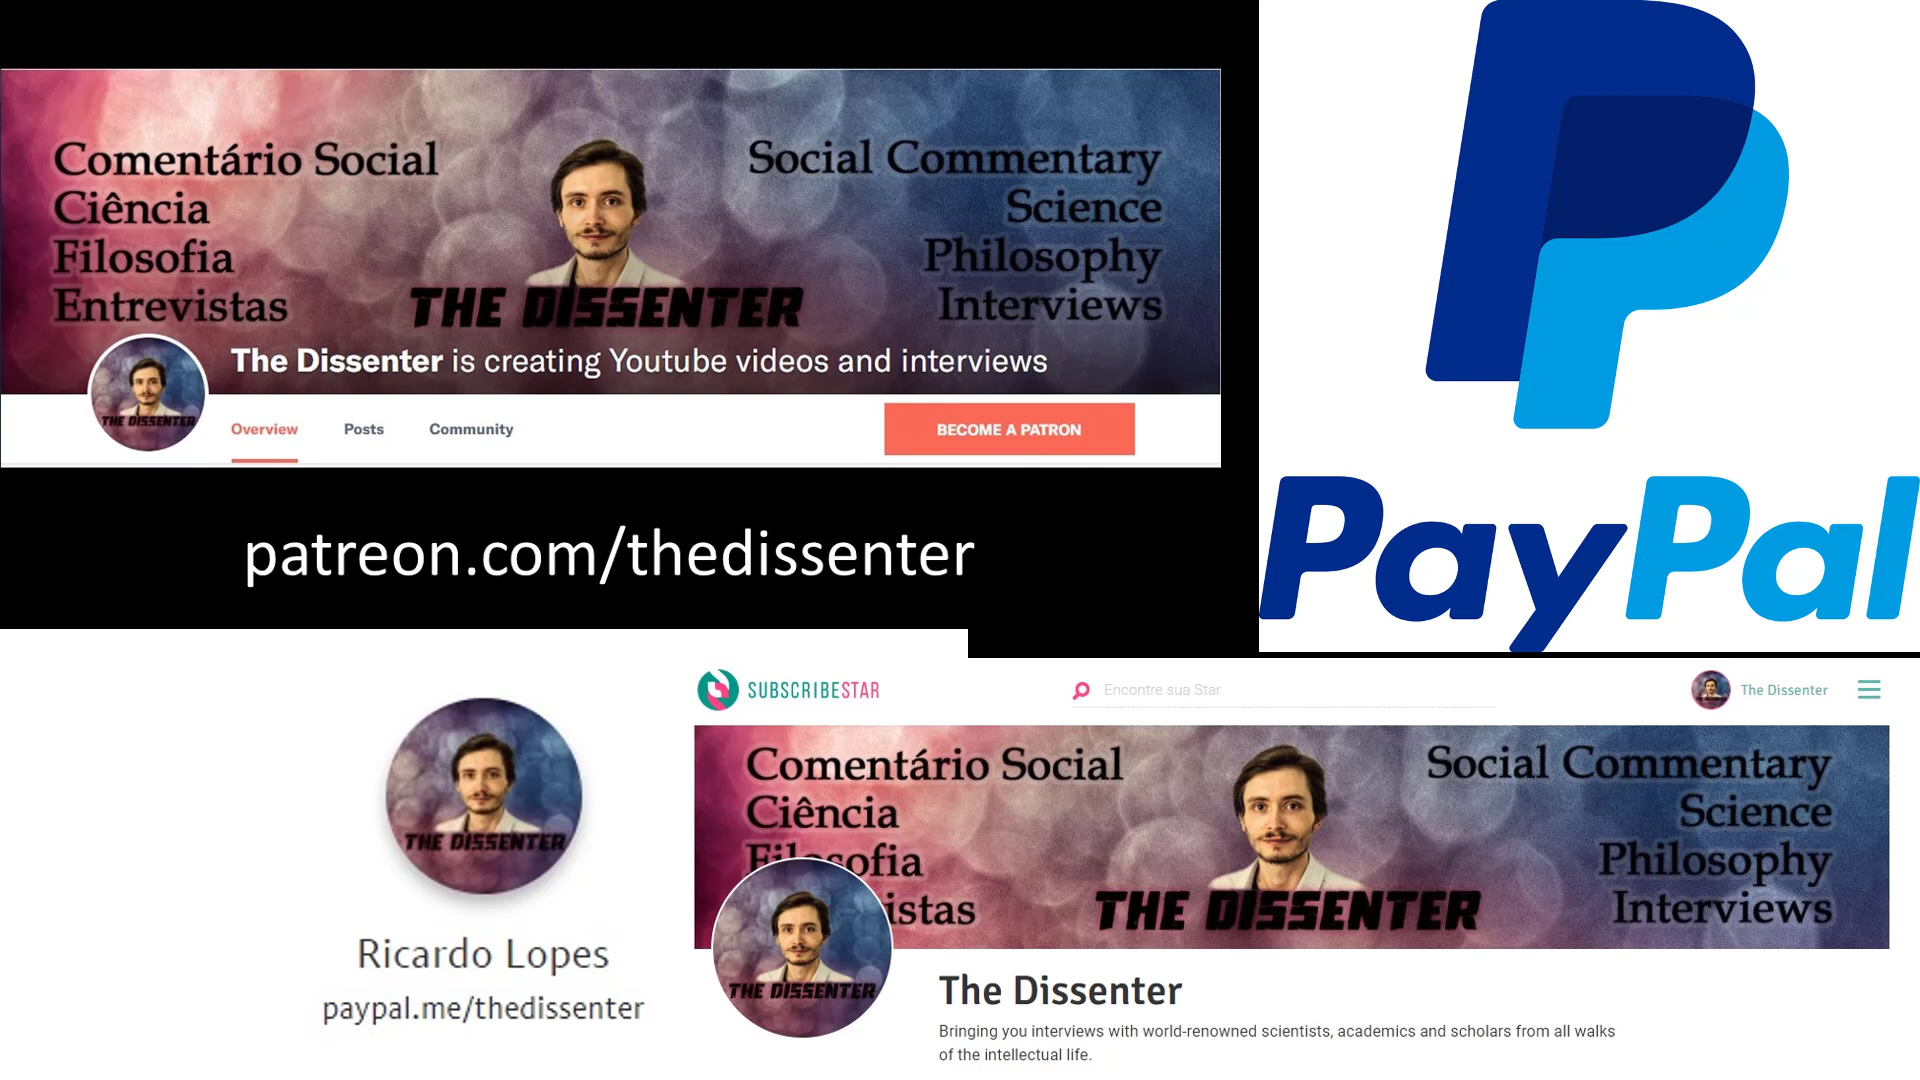 Comentário Social
Ciência
Filosofia
Entrevistas
Social Commentary
Science
Philosophy
Interviews
THE DISSENTER
The Dissenter is creating Youtube videos and interviews
THE DISSENTER
Overview
Posts
Community
BECOME A PATRON
patreon.com/thedissenter
PayPal
THE DISSENTER
Ricardo Lopes
paypal.me/thedissenter
SUBSCRIBESTAR
Encontre sua Star
The Dissenter
Comentário Social
Ciência
Filosofia
istas
Social Commentary
Science
Philosophy
Interviews
THE DISSENTER
THE DISSENTER
The Dissenter
Bringing you interviews with world-renowned scientists, academics and scholars from all walks
of the intellectual life.